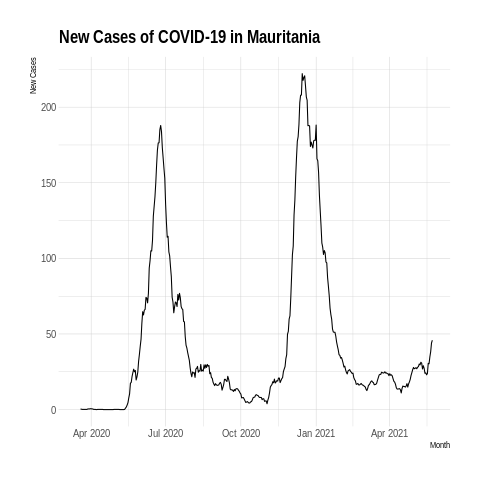 New Cases of COVID-19 in Mauritania
New Cases
200
150
100
50
0
Apr 2020 Jul 2020 Oct 2020 Jan 2021 Apr 2021
Month